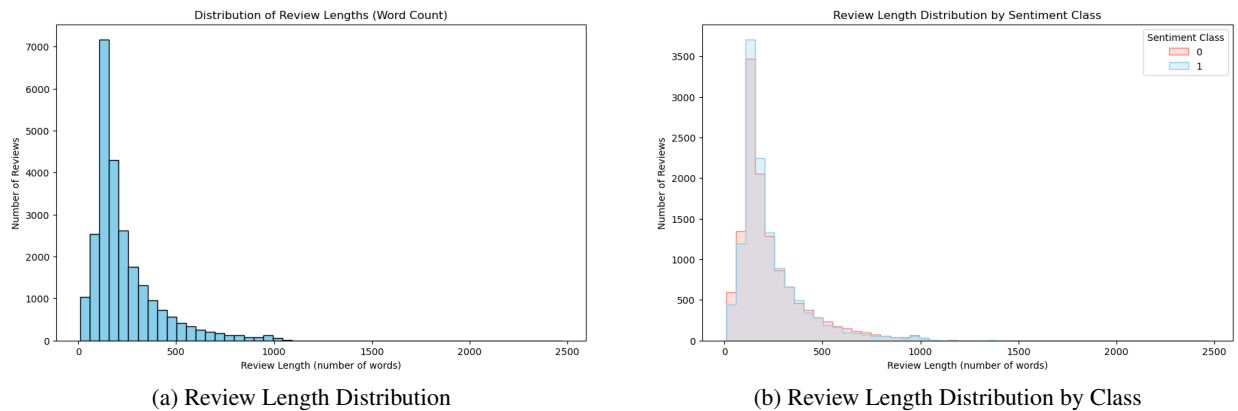 Distribution of Review Lengths (Word Count)
Number of Reviews
7000
6000
5000
4000
3000
2000
1000
0
0 500 1000 1500 2000 2500
Review Length (number of words)
(a) Review Length Distribution
Review Length Distribution by Sentiment Class
Sentiment Class
0
1
Number of Reviews
3500
3000
2500
2000
1500
1000
500
0
0 500 1000 1500 2000 2500
Review Length (number of words)
(b) Review Length Distribution by Class